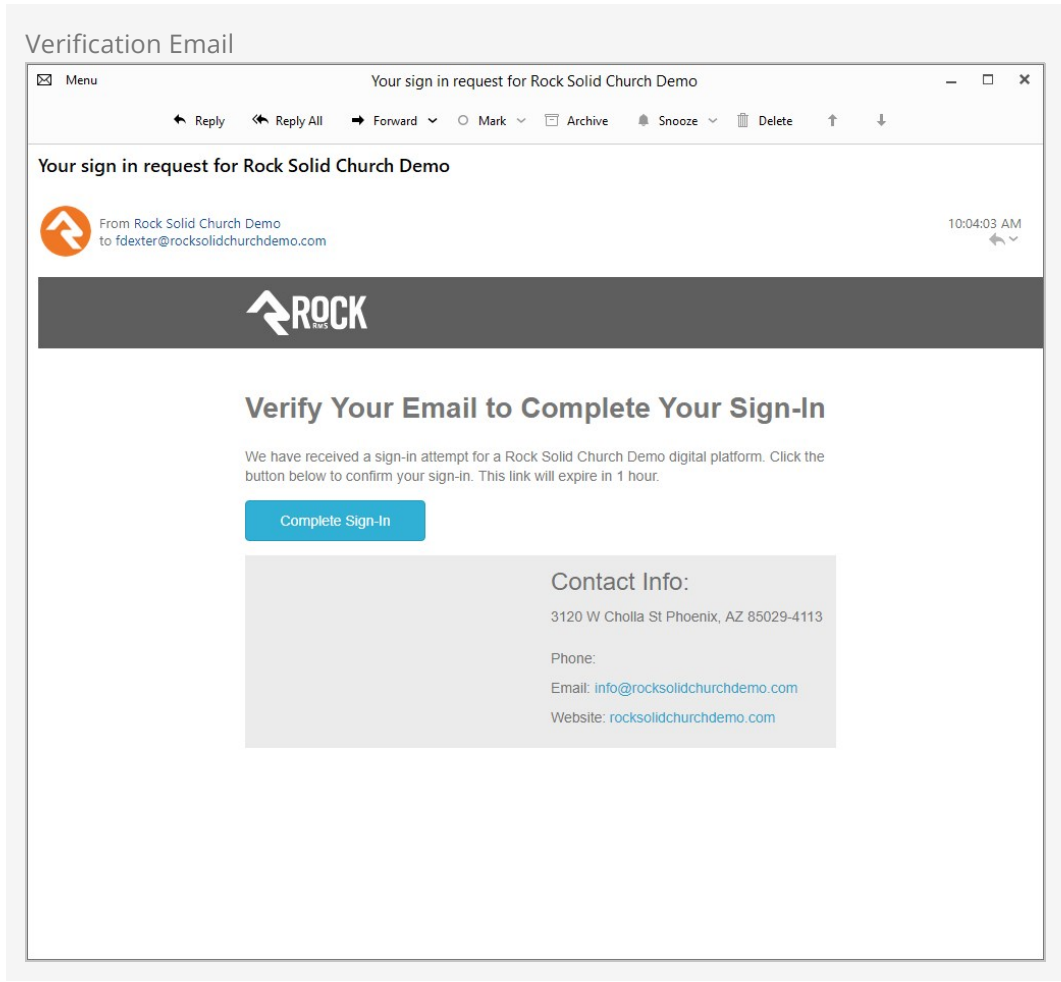 Verification Email
Menu
Your sign in request for Rock Solid Church Demo
Reply
Reply All
Forward
Mark
Archive
Snooze
Delete
Your sign in request for Rock Solid Church Demo
From Rock Solid Church Demo
10:04:03 AM
to fdexter@rocksolidchurchdemo.com
ROCK
RMS
Verify Your Email to Complete Your Sign-In
We have received a sign-in attempt for a Rock Solid Church Demo digital platform. Click the
button below to confirm your sign-in. This link will expire in 1 hour.
Complete Sign-In
Contact Info:
3120 W Cholla St Phoenix, AZ 85029-4113
Phone:
Email: info@rocksolidchurchdemo.com
Website: rocksolidchurchdemo.com